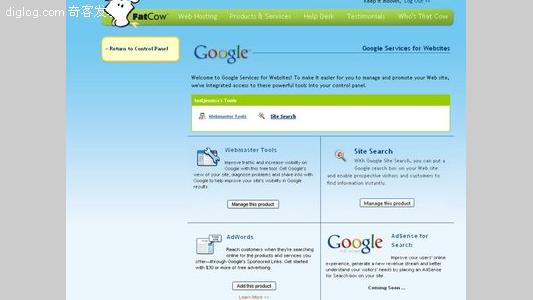 diglog.com 奇客发
Keep it mooven, Log Out >>
FatCow
Web Hosting Products & Services Help Desk Testimonials Who's That Cow
« Return to Control Panel
Google
Google Services for Websites
Welcome to Google Services for Websites! To make it easier for you to manage and promote your Web site,
we've integrated access to these powerful tools into your control panel.
Tools
Webmaster Tools Site Search
Webmaster Tools
Improve traffic and increase visibility on
Google with this free tool. Get Google's
view of your site, diagnose problems and share info with
Google to help improve your site's visibility in Google
results
Manage this product
Site Search
With Google Site Search, you can put a
Google search box on your Web site
and enable prospective visitors and customers to
find information instantly.
Manage this product
AdWords
Reach customers when they're searching
online for the products and services you
offer—through Google's Sponsored Links. Get started
with $30 or more of free advertising.
Add this product
Learn More >>
Google
AdSense for
Search
Improve your users' online
experience, generate a new revenue stream and better
understand your visitors' needs by placing an AdSense
for Search box on your site
Coming Soon ...